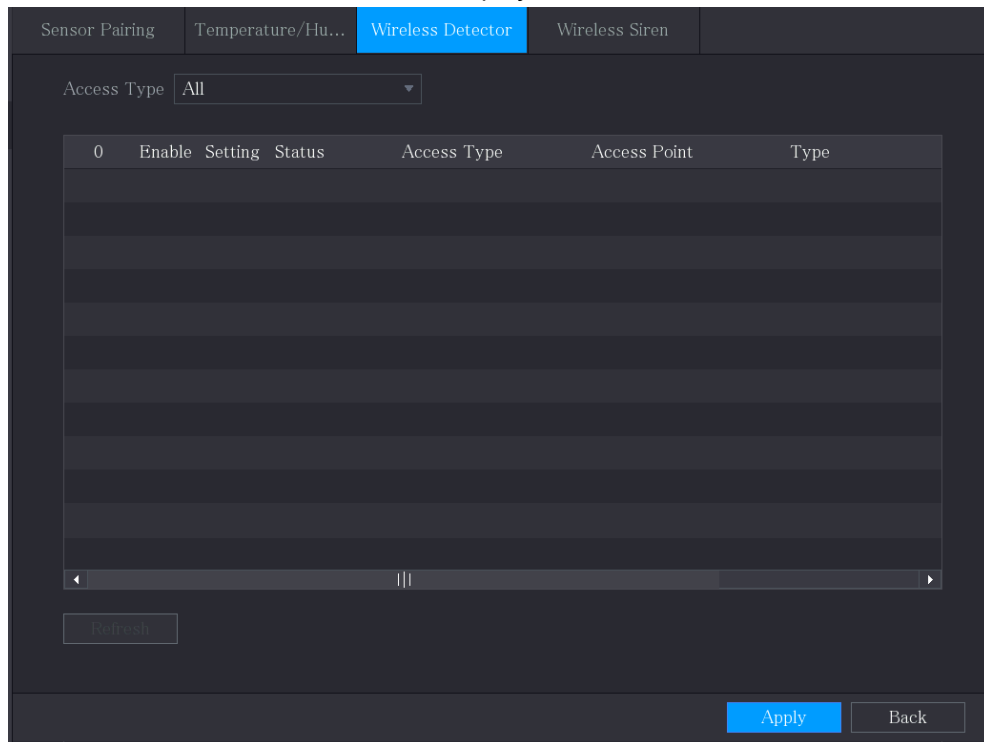 Sensor Pairing Temperature/Hu... Wireless Detector Wireless Siren
Access Type All
0 Enable Setting Status Access Type Access Point Type
Refresh
Apply Back